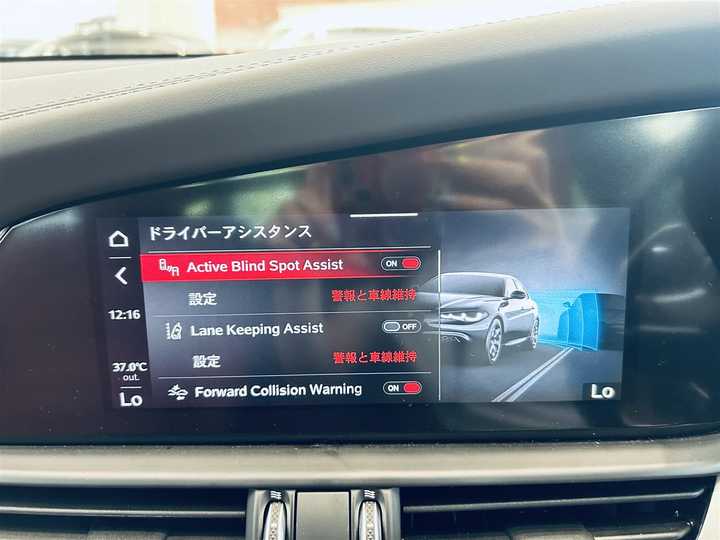 ドライバーアシスタンス
Active Blind Spot Assist ON
設定 警報と車線維持
12:16
Lane Keeping Assist OFF
設定 警報と車線維持
37.0°C
out.
Lo
Forward Collision Warning ON
Lo